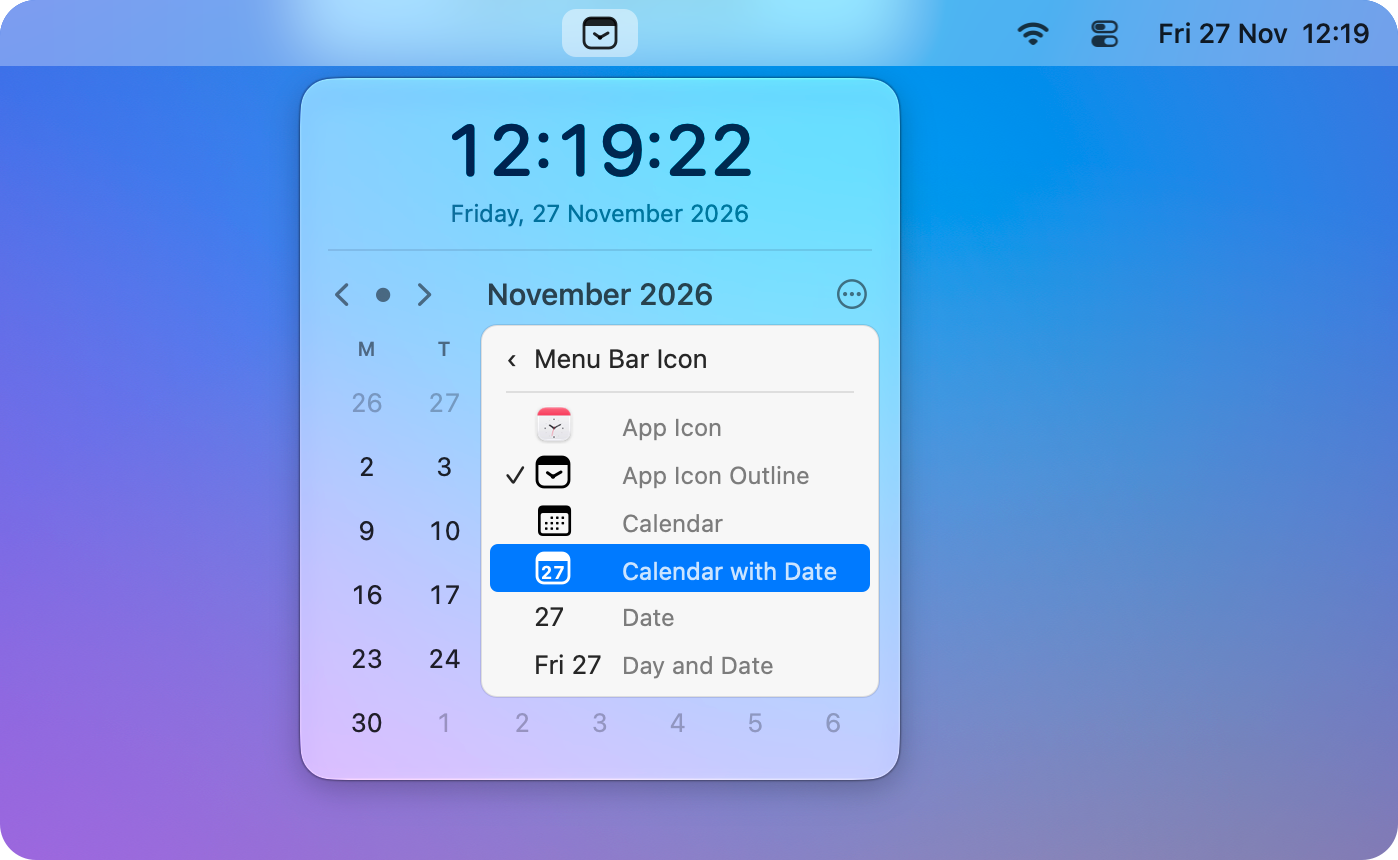 Fri 27 Nov 12:19
12:19:22
Friday, 27 November 2026
November 2026
M T
26 27
2 3
9 10
16 17
23 24
30 1 2 3 4 5 6
‹ Menu Bar Icon
App Icon
✓ App Icon Outline
Calendar
27 Calendar with Date
27 Date
Fri 27 Day and Date